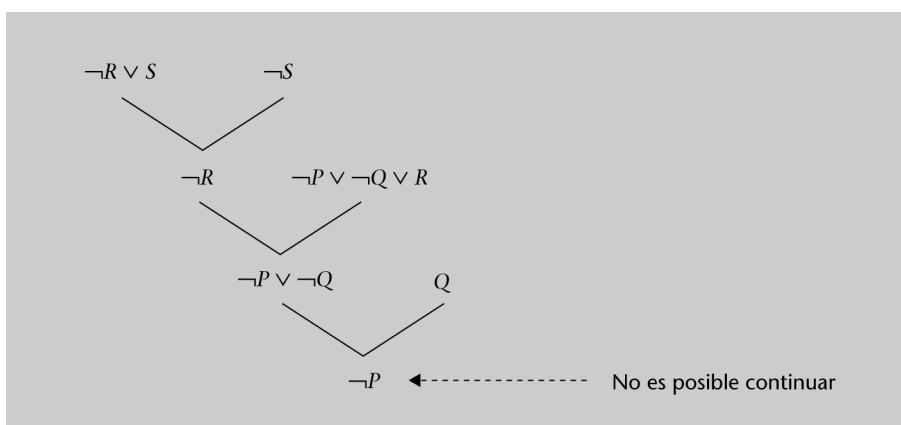 ¬R ∨ S ¬S
¬R ¬P ∨ ¬Q ∨ R
¬P ∨ ¬Q Q
¬P No es posible continuar